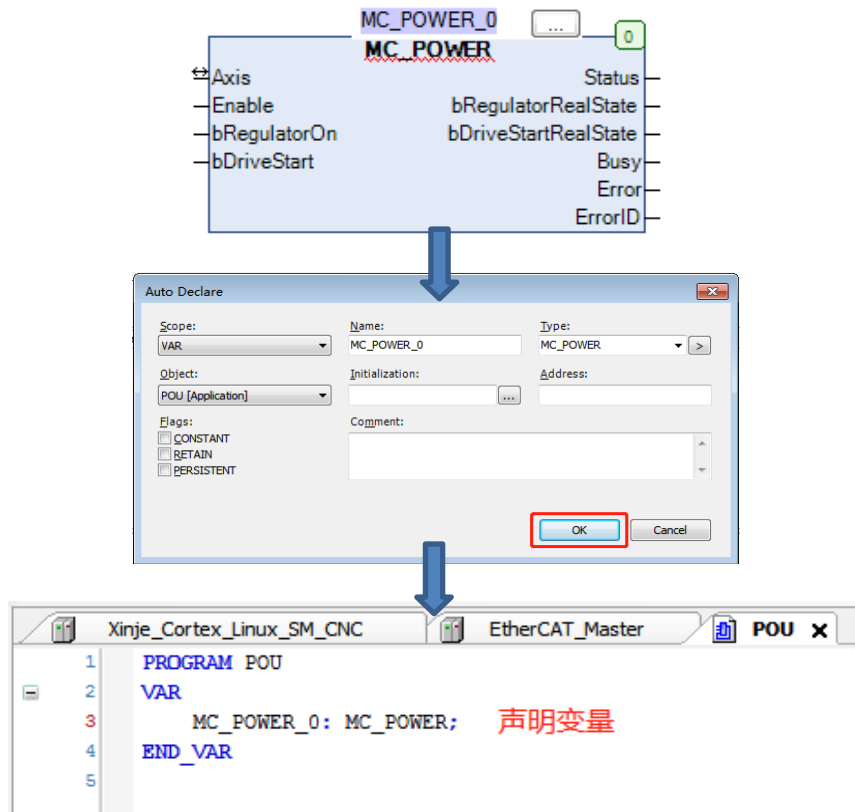 MC_POWER_0
...
0
MC_POWER
Axis Status
Enable bRegulatorRealState
bRegulatorOn bDriveStartRealState
bDriveStart Busy
Error
ErrorID
Auto Declare
Scope: Name: Type:
VAR MC_POWER_0 MC_POWER >
Object: Initialization: Address:
POU [Application] ...
Flags: Comment:
CONSTANT
RETAIN
PERSISTENT
OK Cancel
Xinje_Cortex_Linux_SM_CNC EtherCAT_Master POU
1 PROGRAM POU
2 VAR
3 MC_POWER_0: MC_POWER; 声明变量
4 END_VAR
5